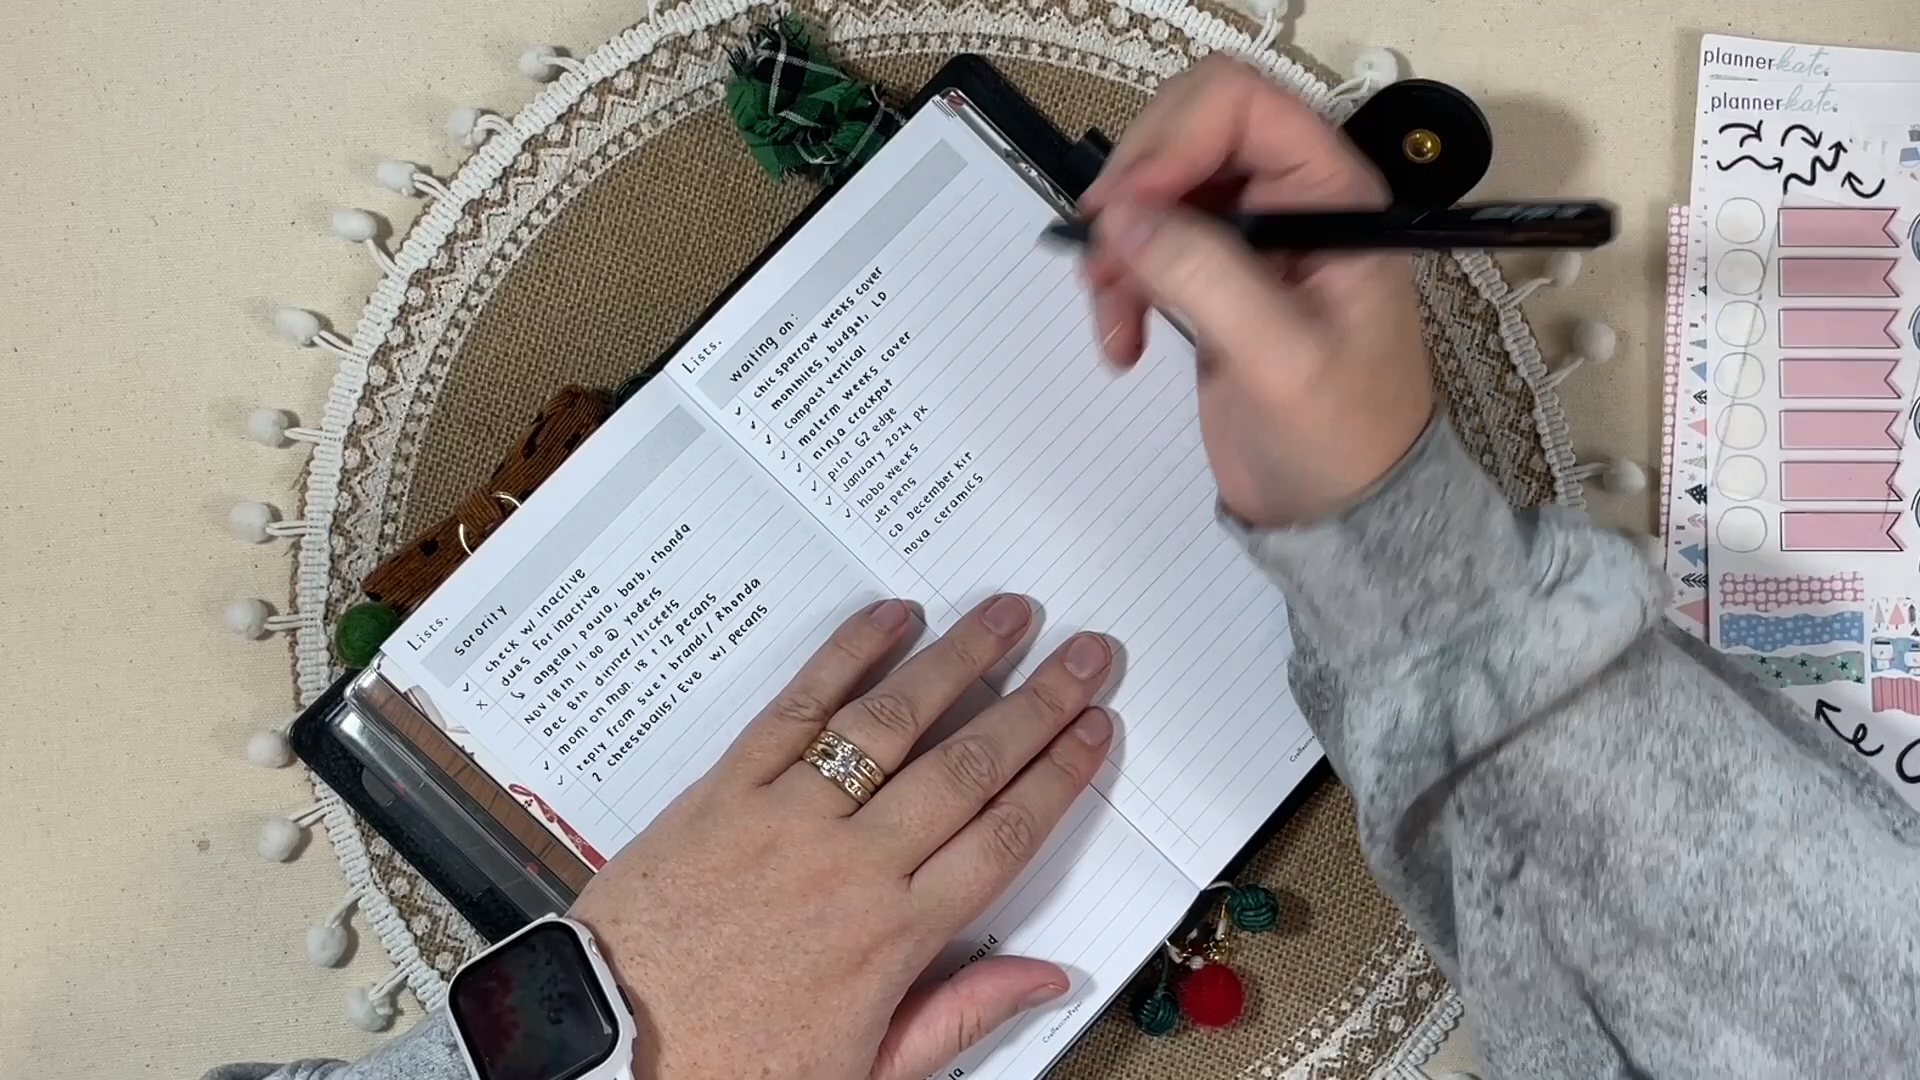 planner kate.
planner kate.
Lists.
Sorority
✓ check w/ inactive
x dues for inactive
↳ angela, paula, barb, rhonda
Nov 18th 11:00 @ yoders
Dec 8th dinner/tickets
✓ mom on mon. 18 + 12 pecans
✓ reply from suet brandi/Rhonda
2 cheeseballs/Eve w/ pecans
Lists.
waiting on:
✓ chic sparrow weeks cover
✓ monthlies, budget, LD
✓ compact vertical
✓ moterm weeks cover
✓ ninja crockpot
✓ pilot G2 edge
✓ January 2024 PK
✓ hobo weeks
jet pens
CD December Kit
nova ceramics
paid